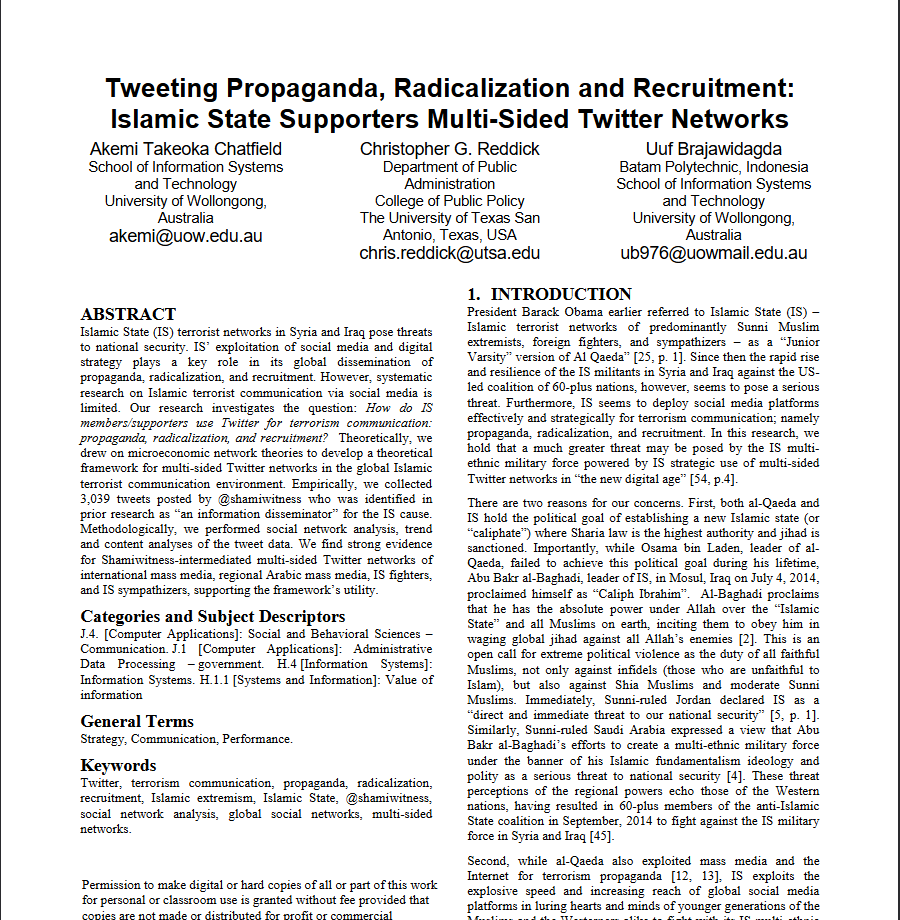 Tweeting Propaganda, Radicalization and Recruitment:
Islamic State Supporters Multi-Sided Twitter Networks
Akemi Takeoka Chatfield
School of Information Systems
and Technology
University of Wollongong,
Australia
akemi@uow.edu.au
Christopher G. Reddick
Department of Public
Administration
College of Public Policy
The University of Texas San
Antonio, Texas, USA
chris.reddick@utsa.edu
Uuf Brajawidagda
Batam Polytechnic, Indonesia
School of Information Systems
and Technology
University of Wollongong,
Australia
ub976@uowmail.edu.au
ABSTRACT
Islamic State (IS) terrorist networks in Syria and Iraq pose threats
to national security. IS’ exploitation of social media and digital
strategy plays a key role in its global dissemination of
propaganda, radicalization, and recruitment. However, systematic
research on Islamic terrorist communication via social media is
limited. Our research investigates the question: How do IS
members/supporters use Twitter for terrorism communication:
propaganda, radicalization, and recruitment? Theoretically, we
drew on microeconomic network theories to develop a theoretical
framework for multi-sided Twitter networks in the global Islamic
terrorist communication environment. Empirically, we collected
3,039 tweets posted by @shamiwitness who was identified in
prior research as “an information disseminator” for the IS cause.
Methodologically, we performed social network analysis, trend
and content analyses of the tweet data. We find strong evidence
for Shamiwitness-intermediated multi-sided Twitter networks of
international mass media, regional Arabic mass media, IS fighters,
and IS sympathizers, supporting the framework’s utility.
Categories and Subject Descriptors
J.4. [Computer Applications]: Social and Behavioral Sciences –
Communication. J.1 [Computer Applications]: Administrative
Data Processing – government. H.4 [Information Systems]:
Information Systems. H.1.1 [Systems and Information]: Value of
information
General Terms
Strategy, Communication, Performance.
Keywords
Twitter, terrorism communication, propaganda, radicalization,
recruitment, Islamic extremism, Islamic State, @shamiwitness,
social network analysis, global social networks, multi-sided
networks.
Permission to make digital or hard copies of all or part of this work
for personal or classroom use is granted without fee provided that
copies are not made or distributed for profit or commercial
1. INTRODUCTION
President Barack Obama earlier referred to Islamic State (IS) –
Islamic terrorist networks of predominantly Sunni Muslim
extremists, foreign fighters, and sympathizers – as a “Junior
Varsity” version of Al Qaeda” [25, p. 1]. Since then the rapid rise
and resilience of the IS militants in Syria and Iraq against the US-
led coalition of 60-plus nations, however, seems to pose a serious
threat. Furthermore, IS seems to deploy social media platforms
effectively and strategically for terrorism communication; namely
propaganda, radicalization, and recruitment. In this research, we
hold that a much greater threat may be posed by the IS multi-
ethnic military force powered by IS strategic use of multi-sided
Twitter networks in “the new digital age” [54, p.4].
There are two reasons for our concerns. First, both al-Qaeda and
IS hold the political goal of establishing a new Islamic state (or
“caliphate”) where Sharia law is the highest authority and jihad is
sanctioned. Importantly, while Osama bin Laden, leader of al-
Qaeda, failed to achieve this political goal during his lifetime,
Abu Bakr al-Baghadi, leader of IS, in Mosul, Iraq on July 4, 2014,
proclaimed himself as “Caliph Ibrahim”. Al-Baghadi proclaims
that he has the absolute power under Allah over the “Islamic
State” and all Muslims on earth, inciting them to obey him in
waging global jihad against all Allah’s enemies [2]. This is an
open call for extreme political violence as the duty of all faithful
Muslims, not only against infidels (those who are unfaithful to
Islam), but also against Shia Muslims and moderate Sunni
Muslims. Immediately, Sunni-ruled Jordan declared IS as a
“direct and immediate threat to our national security” [5, p. 1].
Similarly, Sunni-ruled Saudi Arabia expressed a view that Abu
Bakr al-Baghadi’s efforts to create a multi-ethnic military force
under the banner of his Islamic fundamentalism ideology and
polity as a serious threat to national security [4]. These threat
perceptions of the regional powers echo those of the Western
nations, having resulted in 60-plus members of the anti-Islamic
State coalition in September, 2014 to fight against the IS military
force in Syria and Iraq [45].
Second, while al-Qaeda also exploited mass media and the
Internet for terrorism propaganda [12, 13], IS exploits the
explosive speed and increasing reach of global social media
platforms in luring hearts and minds of younger generations of the
Muslims and the Westerners alike to fight with its multi-ethnic